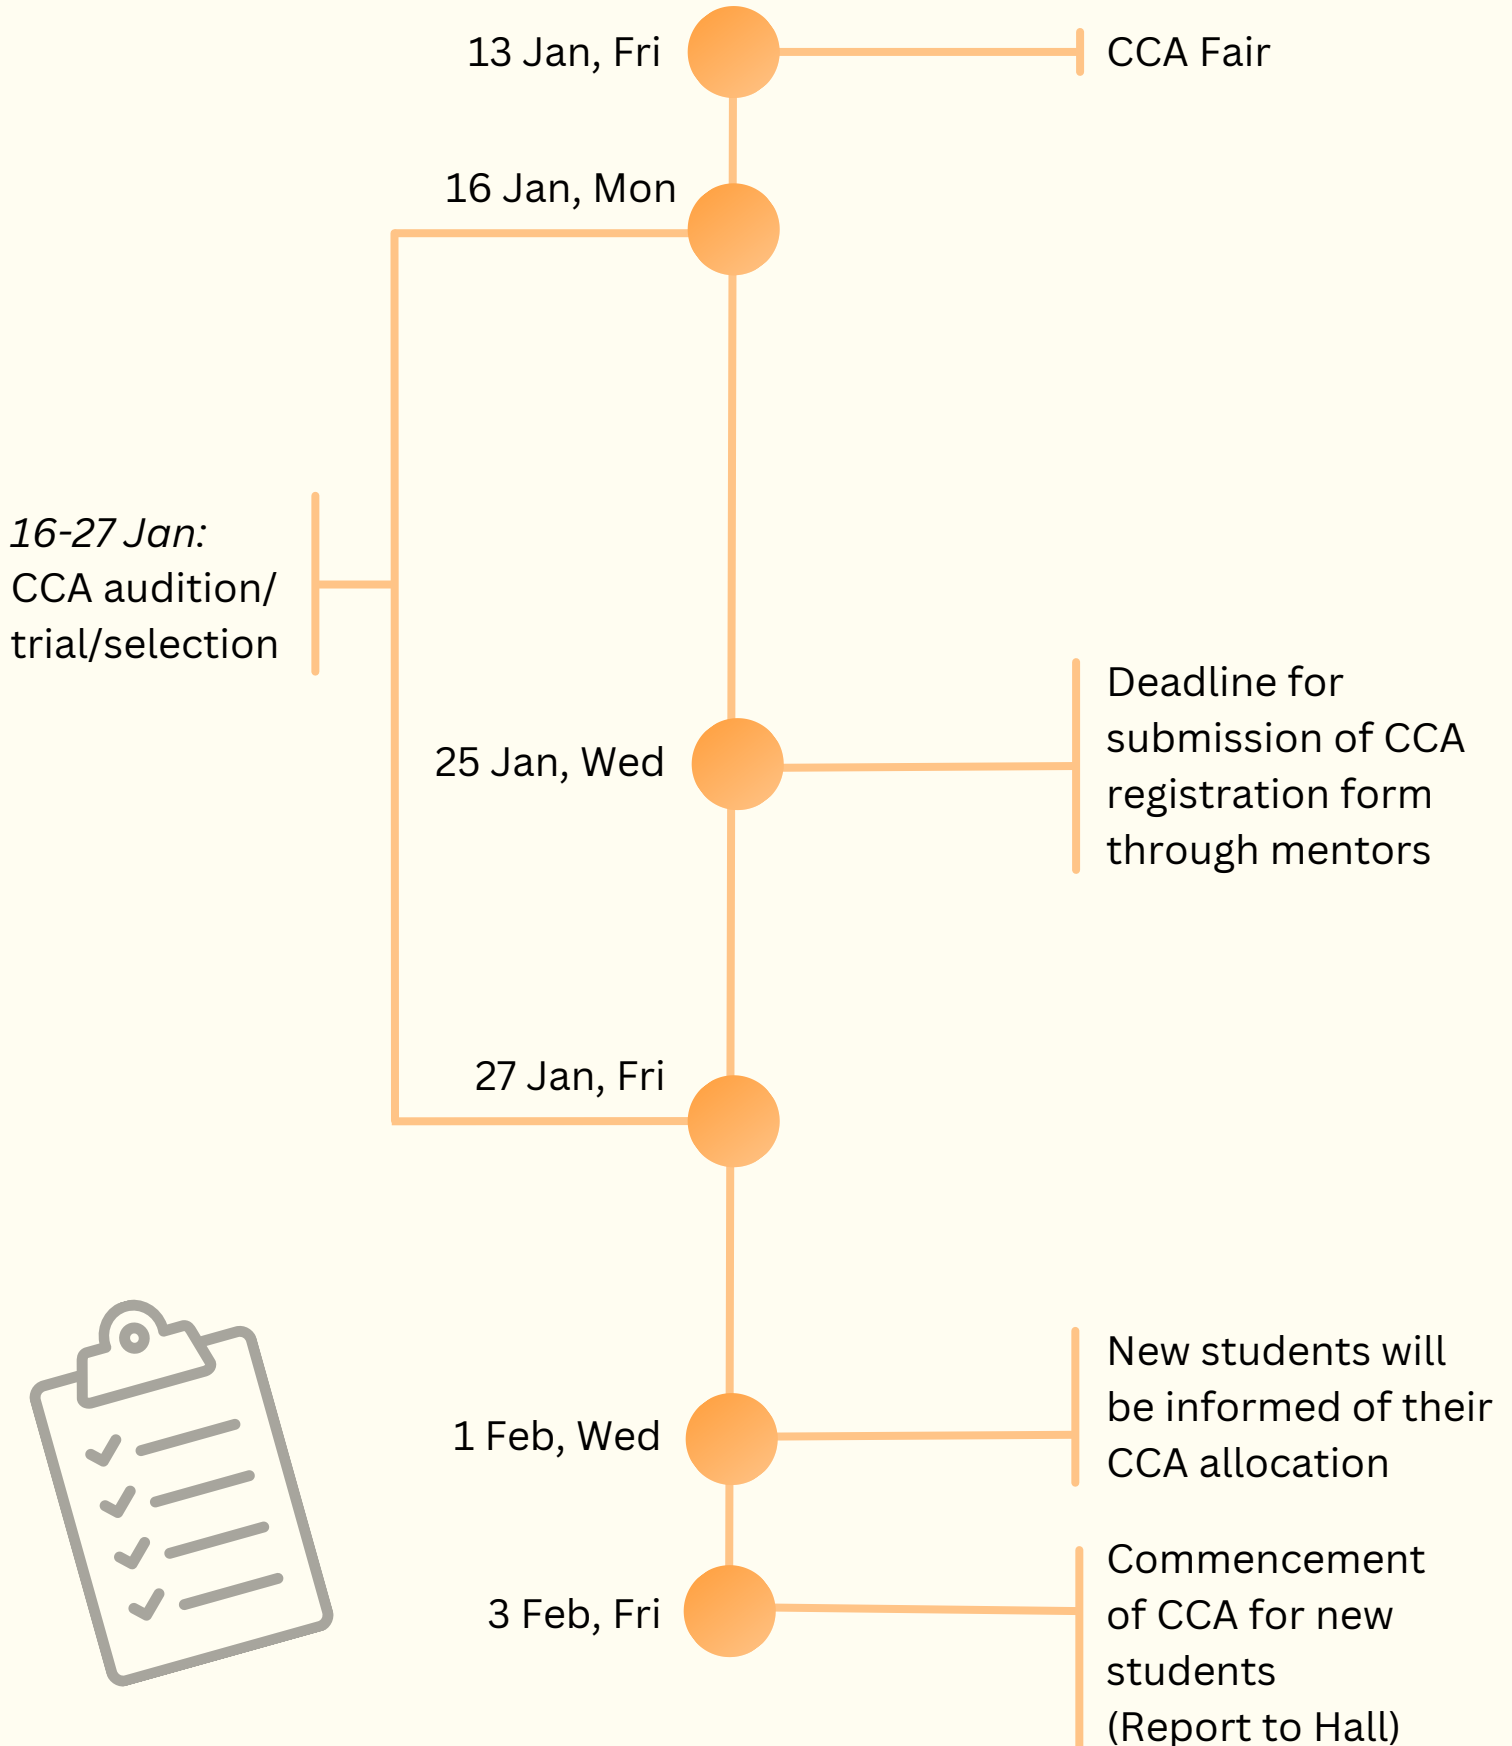 13 Jan, Fri
CCA Fair
16 Jan, Mon
16-27 Jan:
CCA audition/
trial/selection
25 Jan, Wed
Deadline for
submission of CCA
registration form
through mentors
27 Jan, Fri
1 Feb, Wed
New students will
be informed of their
CCA allocation
3 Feb, Fri
Commencement
of CCA for new
students
(Report to Hall)